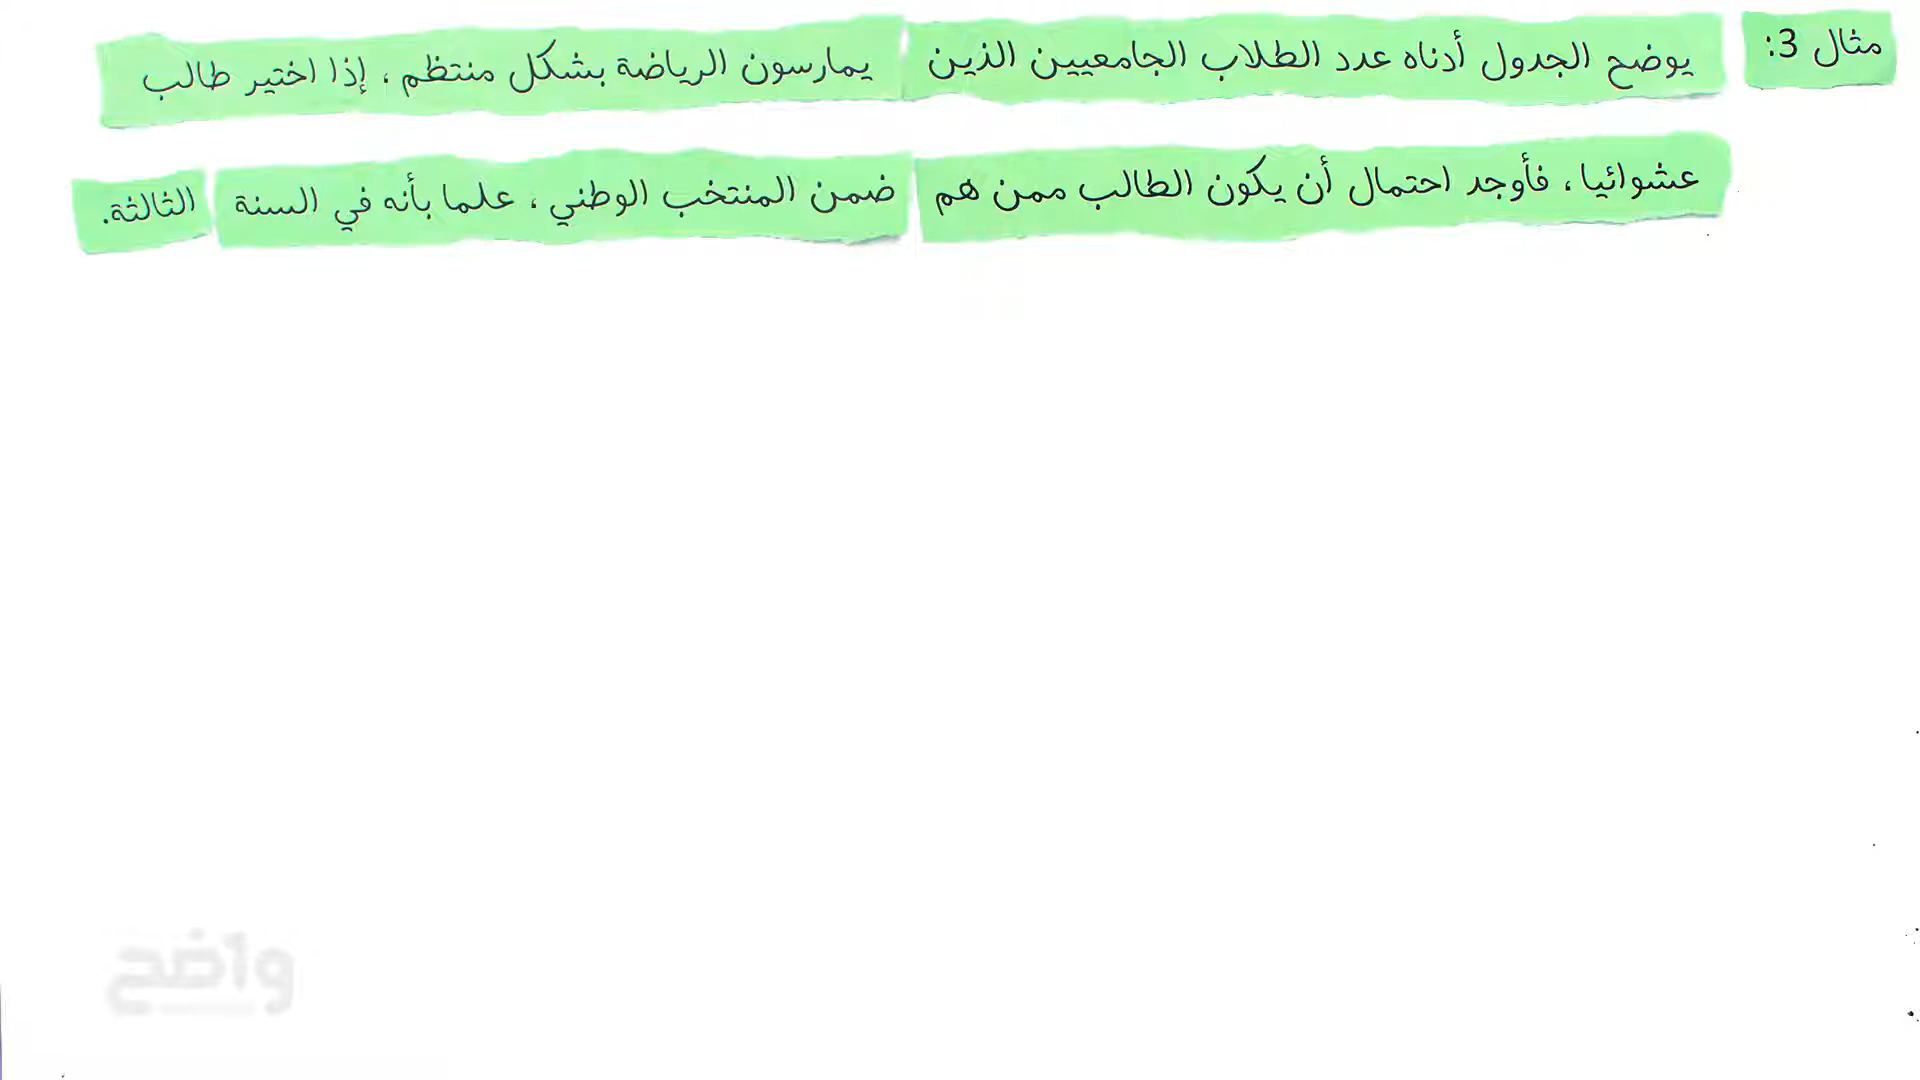 مثال 3: يوضح الجدول أدناه عدد الطلاب الجامعيين الذين يمارسون الرياضة بشكل منتظم ، إذا اختير طالب
عشوائيا ، فأوجد احتمال أن يكون الطالب ممن هم ضمن المنتخب الوطني ، علما بأنه في السنة الثالثة.
واضح